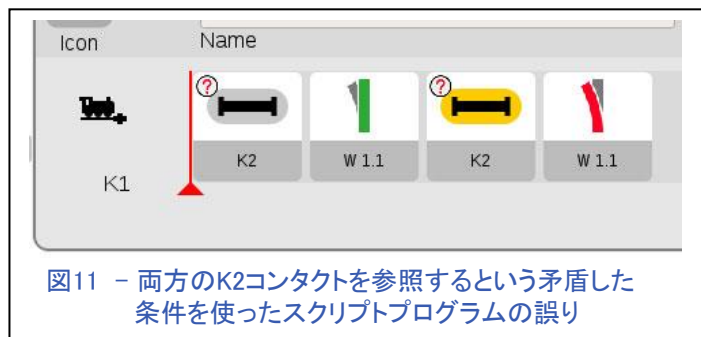 Icon Name
? ?
K2 W 1.1 K2 W 1.1
K1
図11 － 両方のK2コンタクトを参照するという矛盾した
条件を使ったスクリプトプログラムの誤り